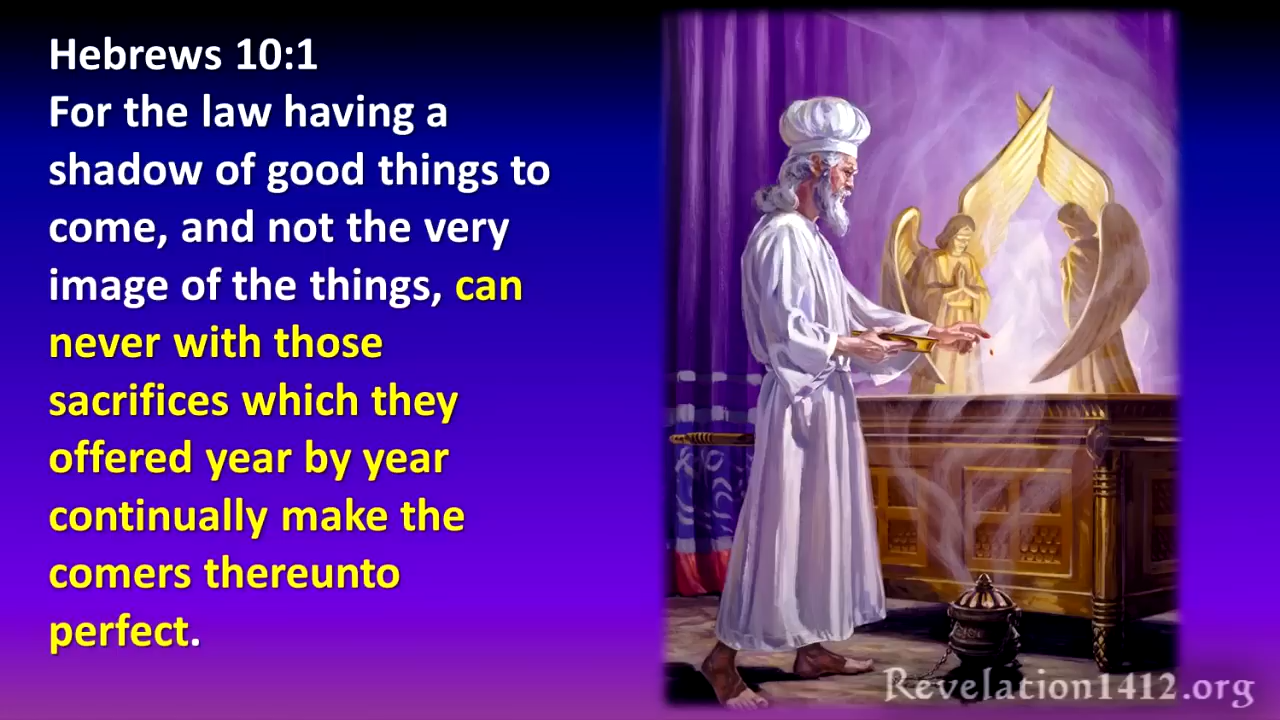 Hebrews 10:1
For the law having a
shadow of good things to
come, and not the very
image of the things, can
never with those
sacrifices which they
offered year by year
continually make the
comers thereunto
perfect.
Revelation1412.org